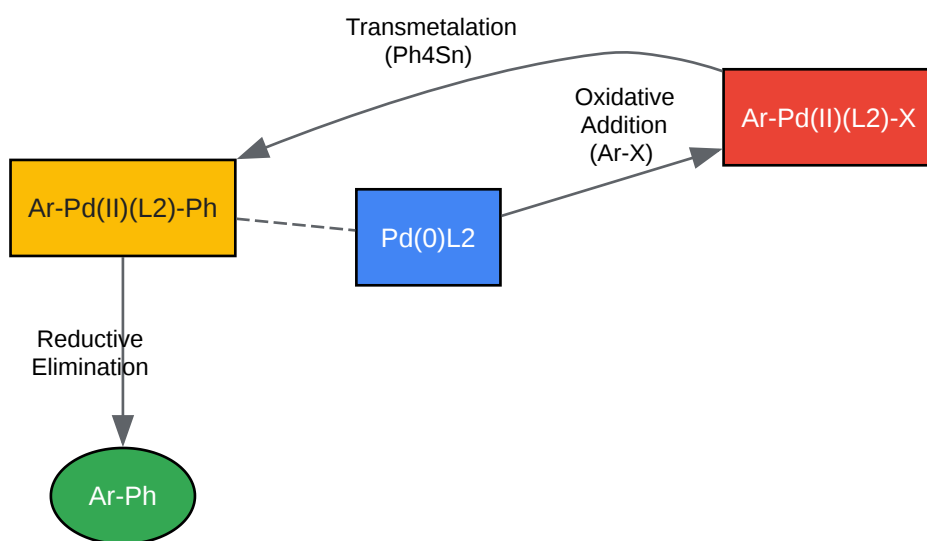 Transmetalation
(Ph4Sn)
Oxidative
Addition
(Ar-X)
Ar-Pd(II)(L2)-X
Ar-Pd(II)(L2)-Ph
Pd(0)L2
Reductive
Elimination
Ar-Ph